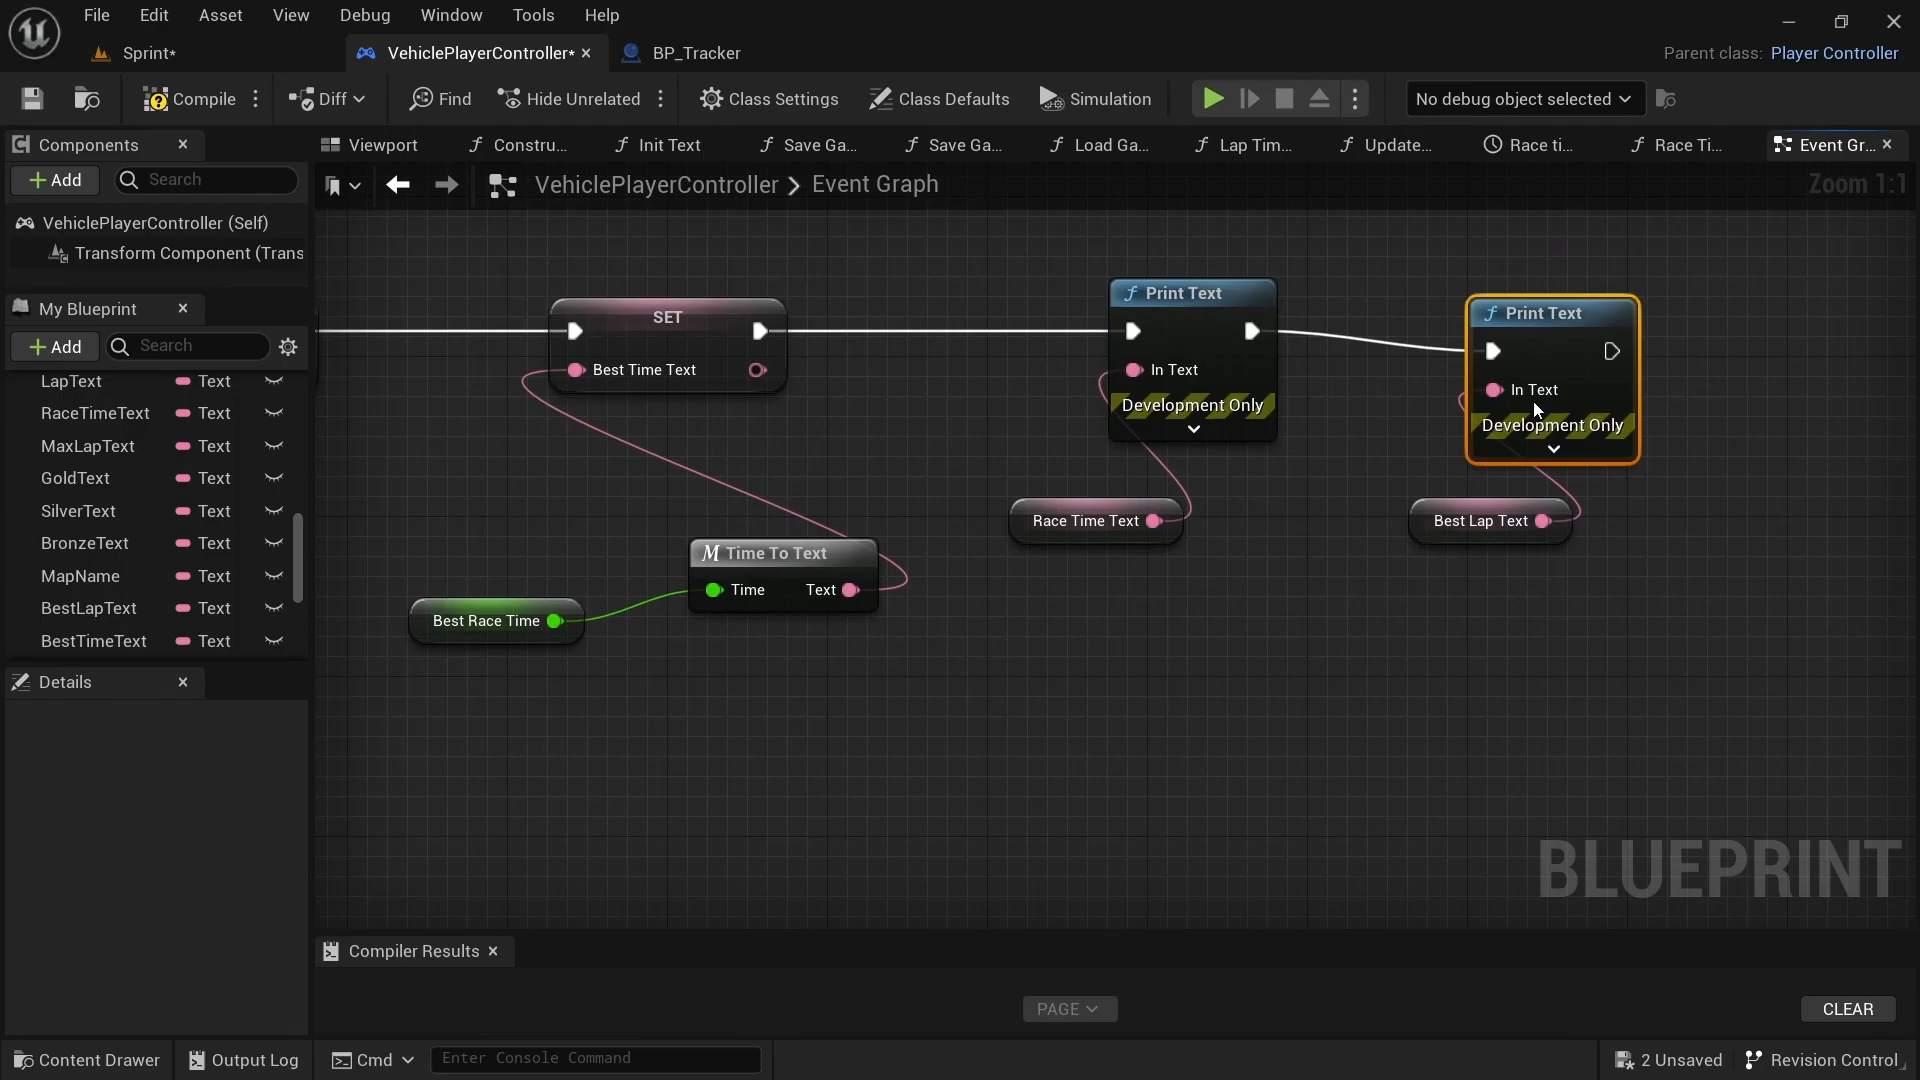 File Edit Asset View Debug Window Tools Help
Sprint* VehiclePlayerController* BP_Tracker
Parent class: Player Controller
Compile Diff Find Hide Unrelated Class Settings Class Defaults Simulation No debug object selected
Components
Viewport Constru... Init Text Save Ga... Save Ga... Load Ga... Lap Tim... Update... Race ti... Race Ti... Event Gr...
+ Add Search
VehiclePlayerController > Event Graph Zoom 1:1
VehiclePlayerController (Self)
Transform Component (Trans
My Blueprint
+ Add Search
LapText Text
RaceTimeText Text
MaxLapText Text
GoldText Text
SilverText Text
BronzeText Text
MapName Text
BestLapText Text
BestTimeText Text
Details
SET
Best Time Text
Print Text
In Text
Development Only
Print Text
In Text
Development Only
Race Time Text
Best Lap Text
Time To Text
Time Text
Best Race Time
BLUEPRINT
Compiler Results
PAGE
CLEAR
Content Drawer Output Log Cmd Enter Console Command 2 Unsaved Revision Control